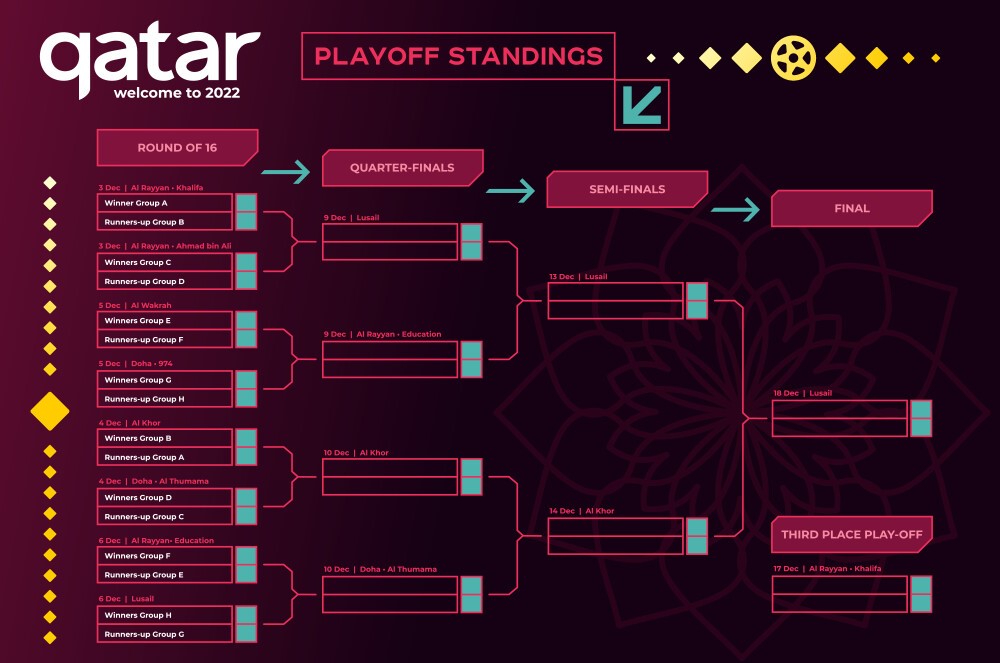 qatar
welcome to 2022
PLAYOFF STANDINGS
ROUND OF 16
3 Dec | Al Rayyan • Khalifa
Winner Group A
Runners-up Group B
3 Dec | Al Rayyan • Ahmad bin Ali
Winners Group C
Runners-up Group D
5 Dec | Al Wakrah
Winners Group E
Runners-up Group F
5 Dec | Doha • 974
Winners Group G
Runners-up Group H
4 Dec | Al Khor
Winners Group B
Runners-up Group A
4 Dec | Doha • Al Thumama
Winners Group D
Runners-up Group C
6 Dec | Al Rayyan• Education
Winners Group F
Runners-up Group E
6 Dec | Lusail
Winners Group H
Runners-up Group G
QUARTER-FINALS
9 Dec | Lusail
9 Dec | Al Rayyan • Education
10 Dec | Al Khor
10 Dec | Doha • Al Thumama
SEMI-FINALS
13 Dec | Lusail
14 Dec | Al Khor
FINAL
18 Dec | Lusail
THIRD PLACE PLAY-OFF
17 Dec | Al Rayyan • Khalifa